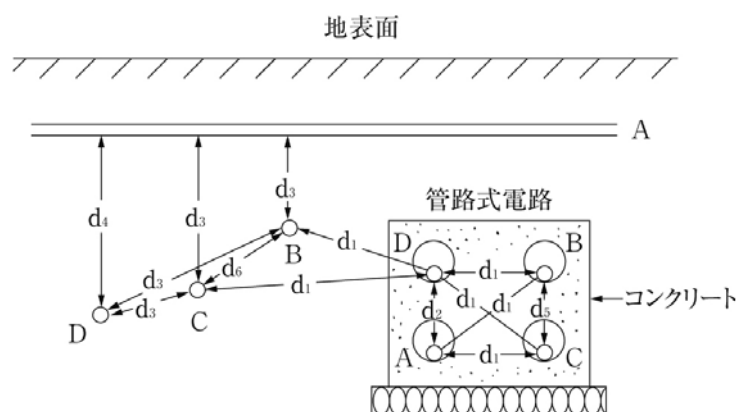 地表面
A
d₃
d₄ d₃
管路式電路
B D B
d₁ d₁
d₃ d₆ d₁ d₂ d₁ d₁ d₅
コンクリート
D d₃ C
A d₁ C